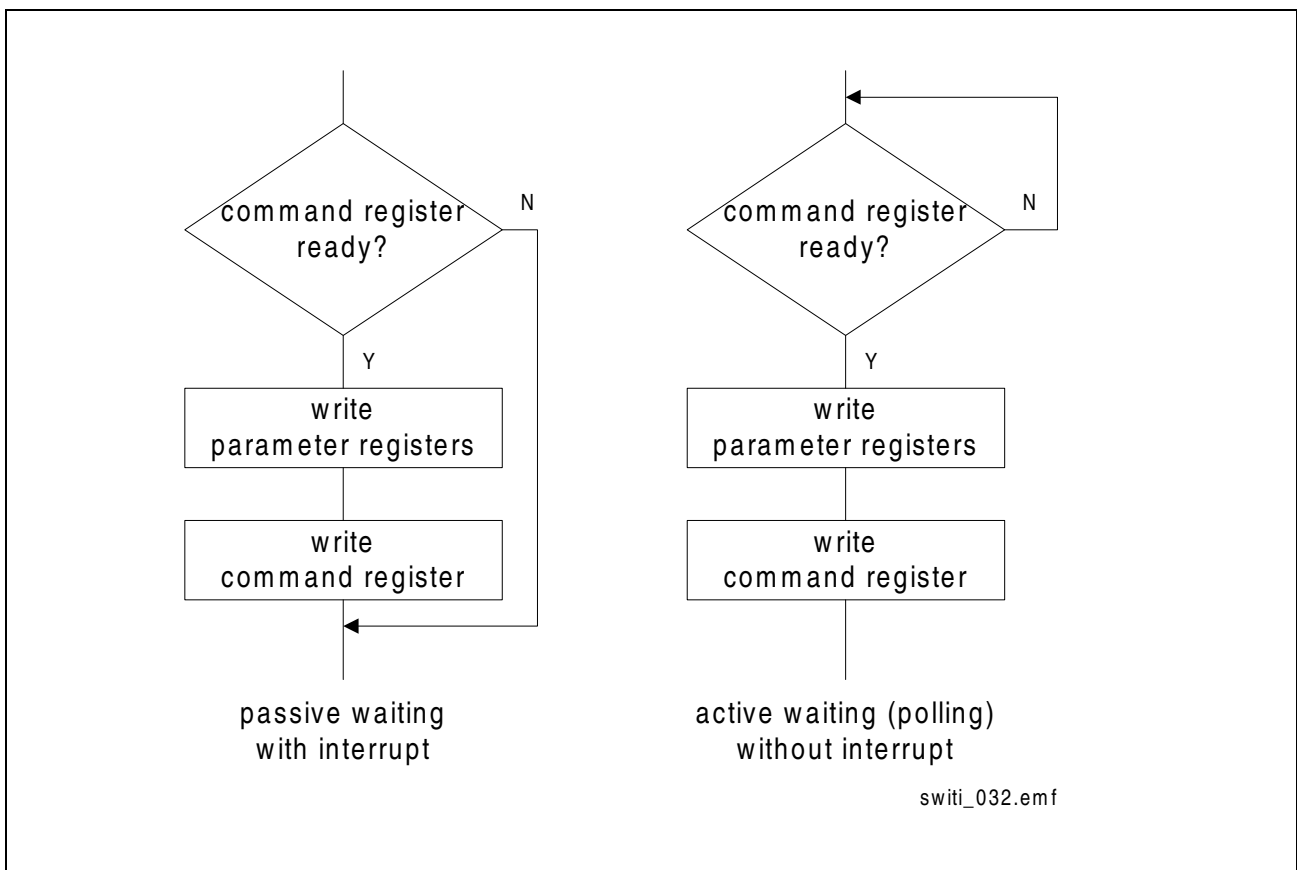 command register
ready?
N
Y
write
parameter registers
write
command register
passive waiting
with interrupt
command register
ready?
N
Y
write
parameter registers
write
command register
active waiting (polling)
without interrupt
switi_032.emf